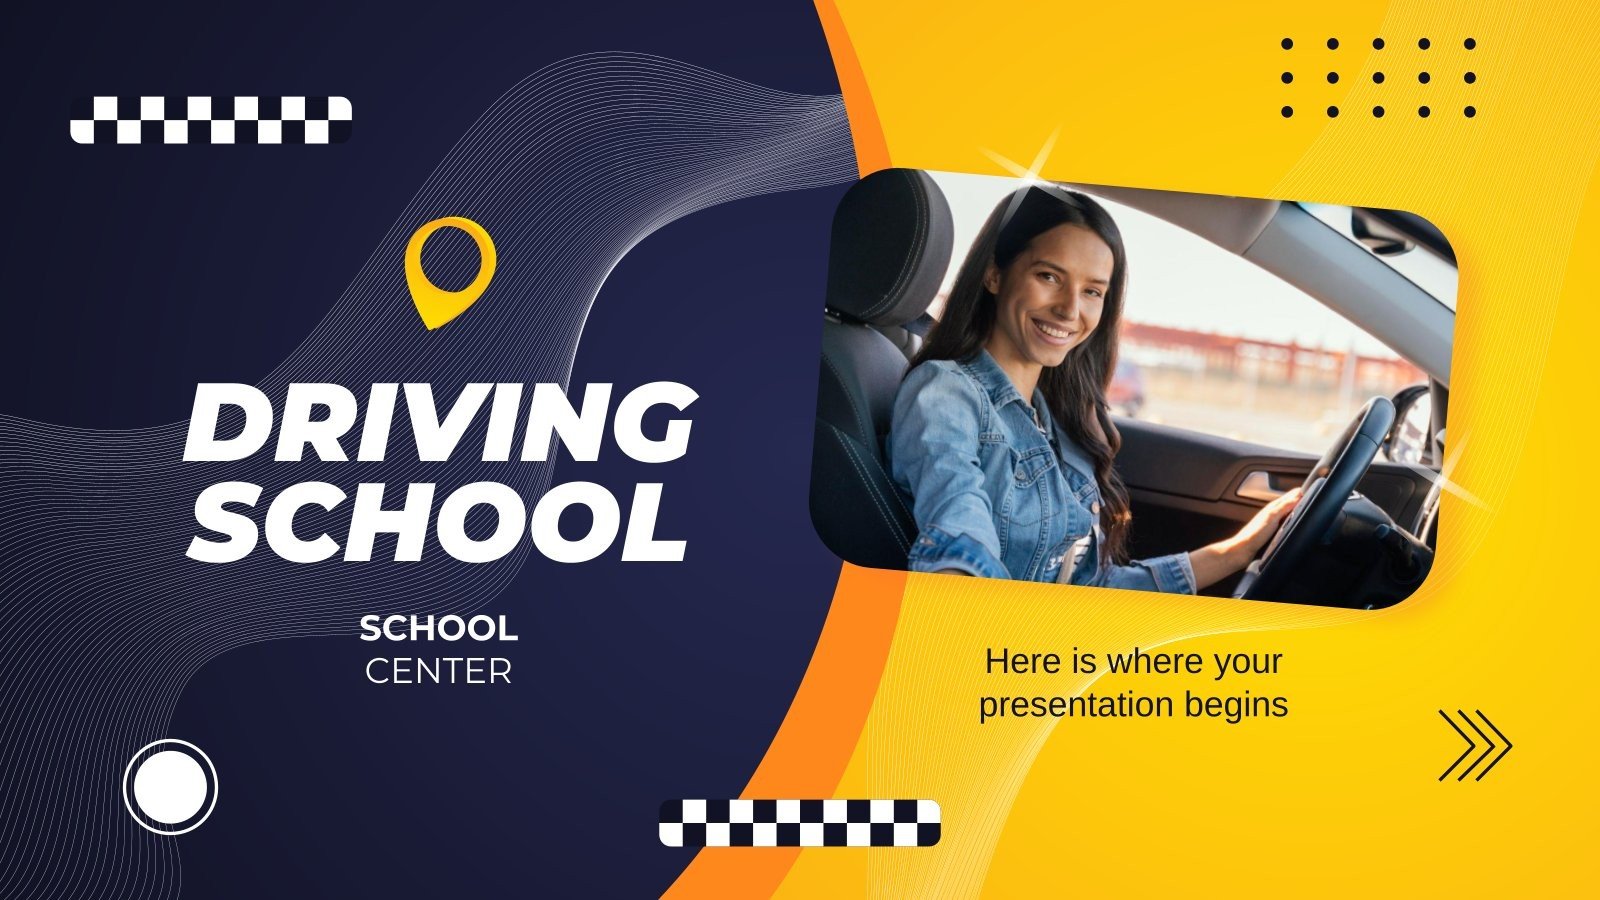 DRIVING
SCHOOL
SCHOOL
CENTER
Here is where your
presentation begins